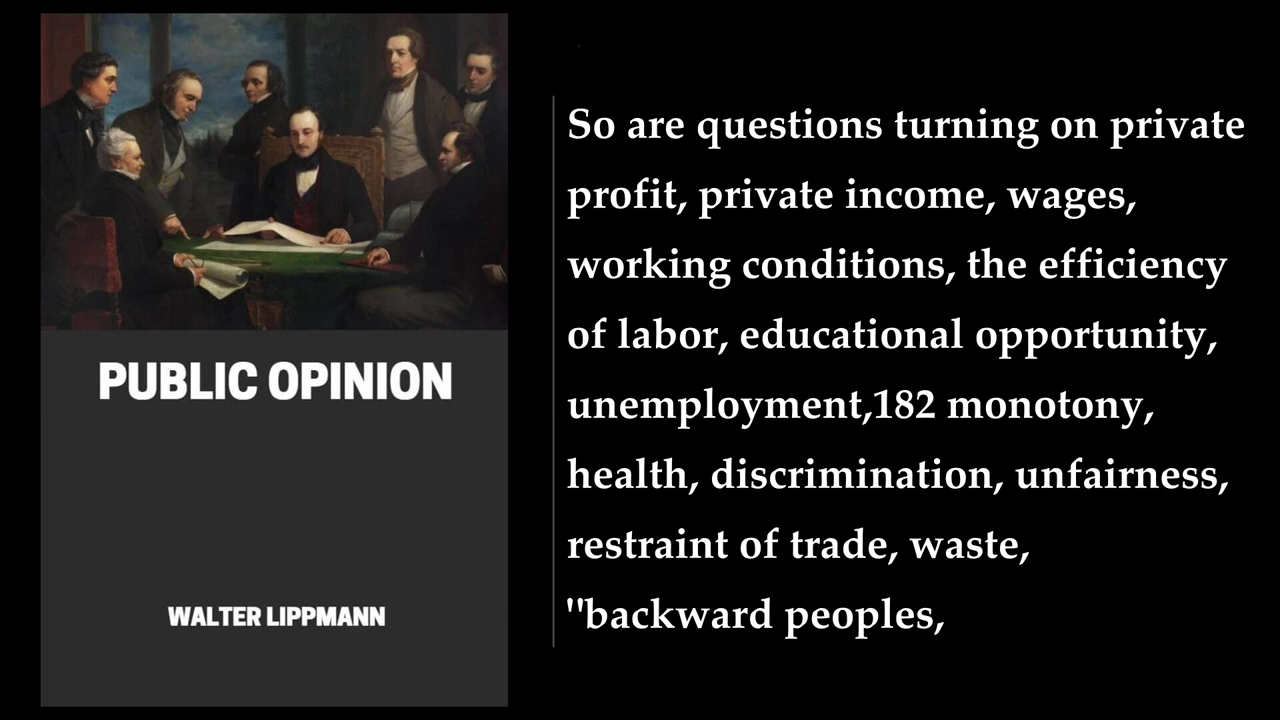 PUBLIC OPINION
WALTER LIPPMANN
So are questions turning on private
profit, private income, wages,
working conditions, the efficiency
of labor, educational opportunity,
unemployment,182 monotony,
health, discrimination, unfairness,
restraint of trade, waste,
"backward peoples,